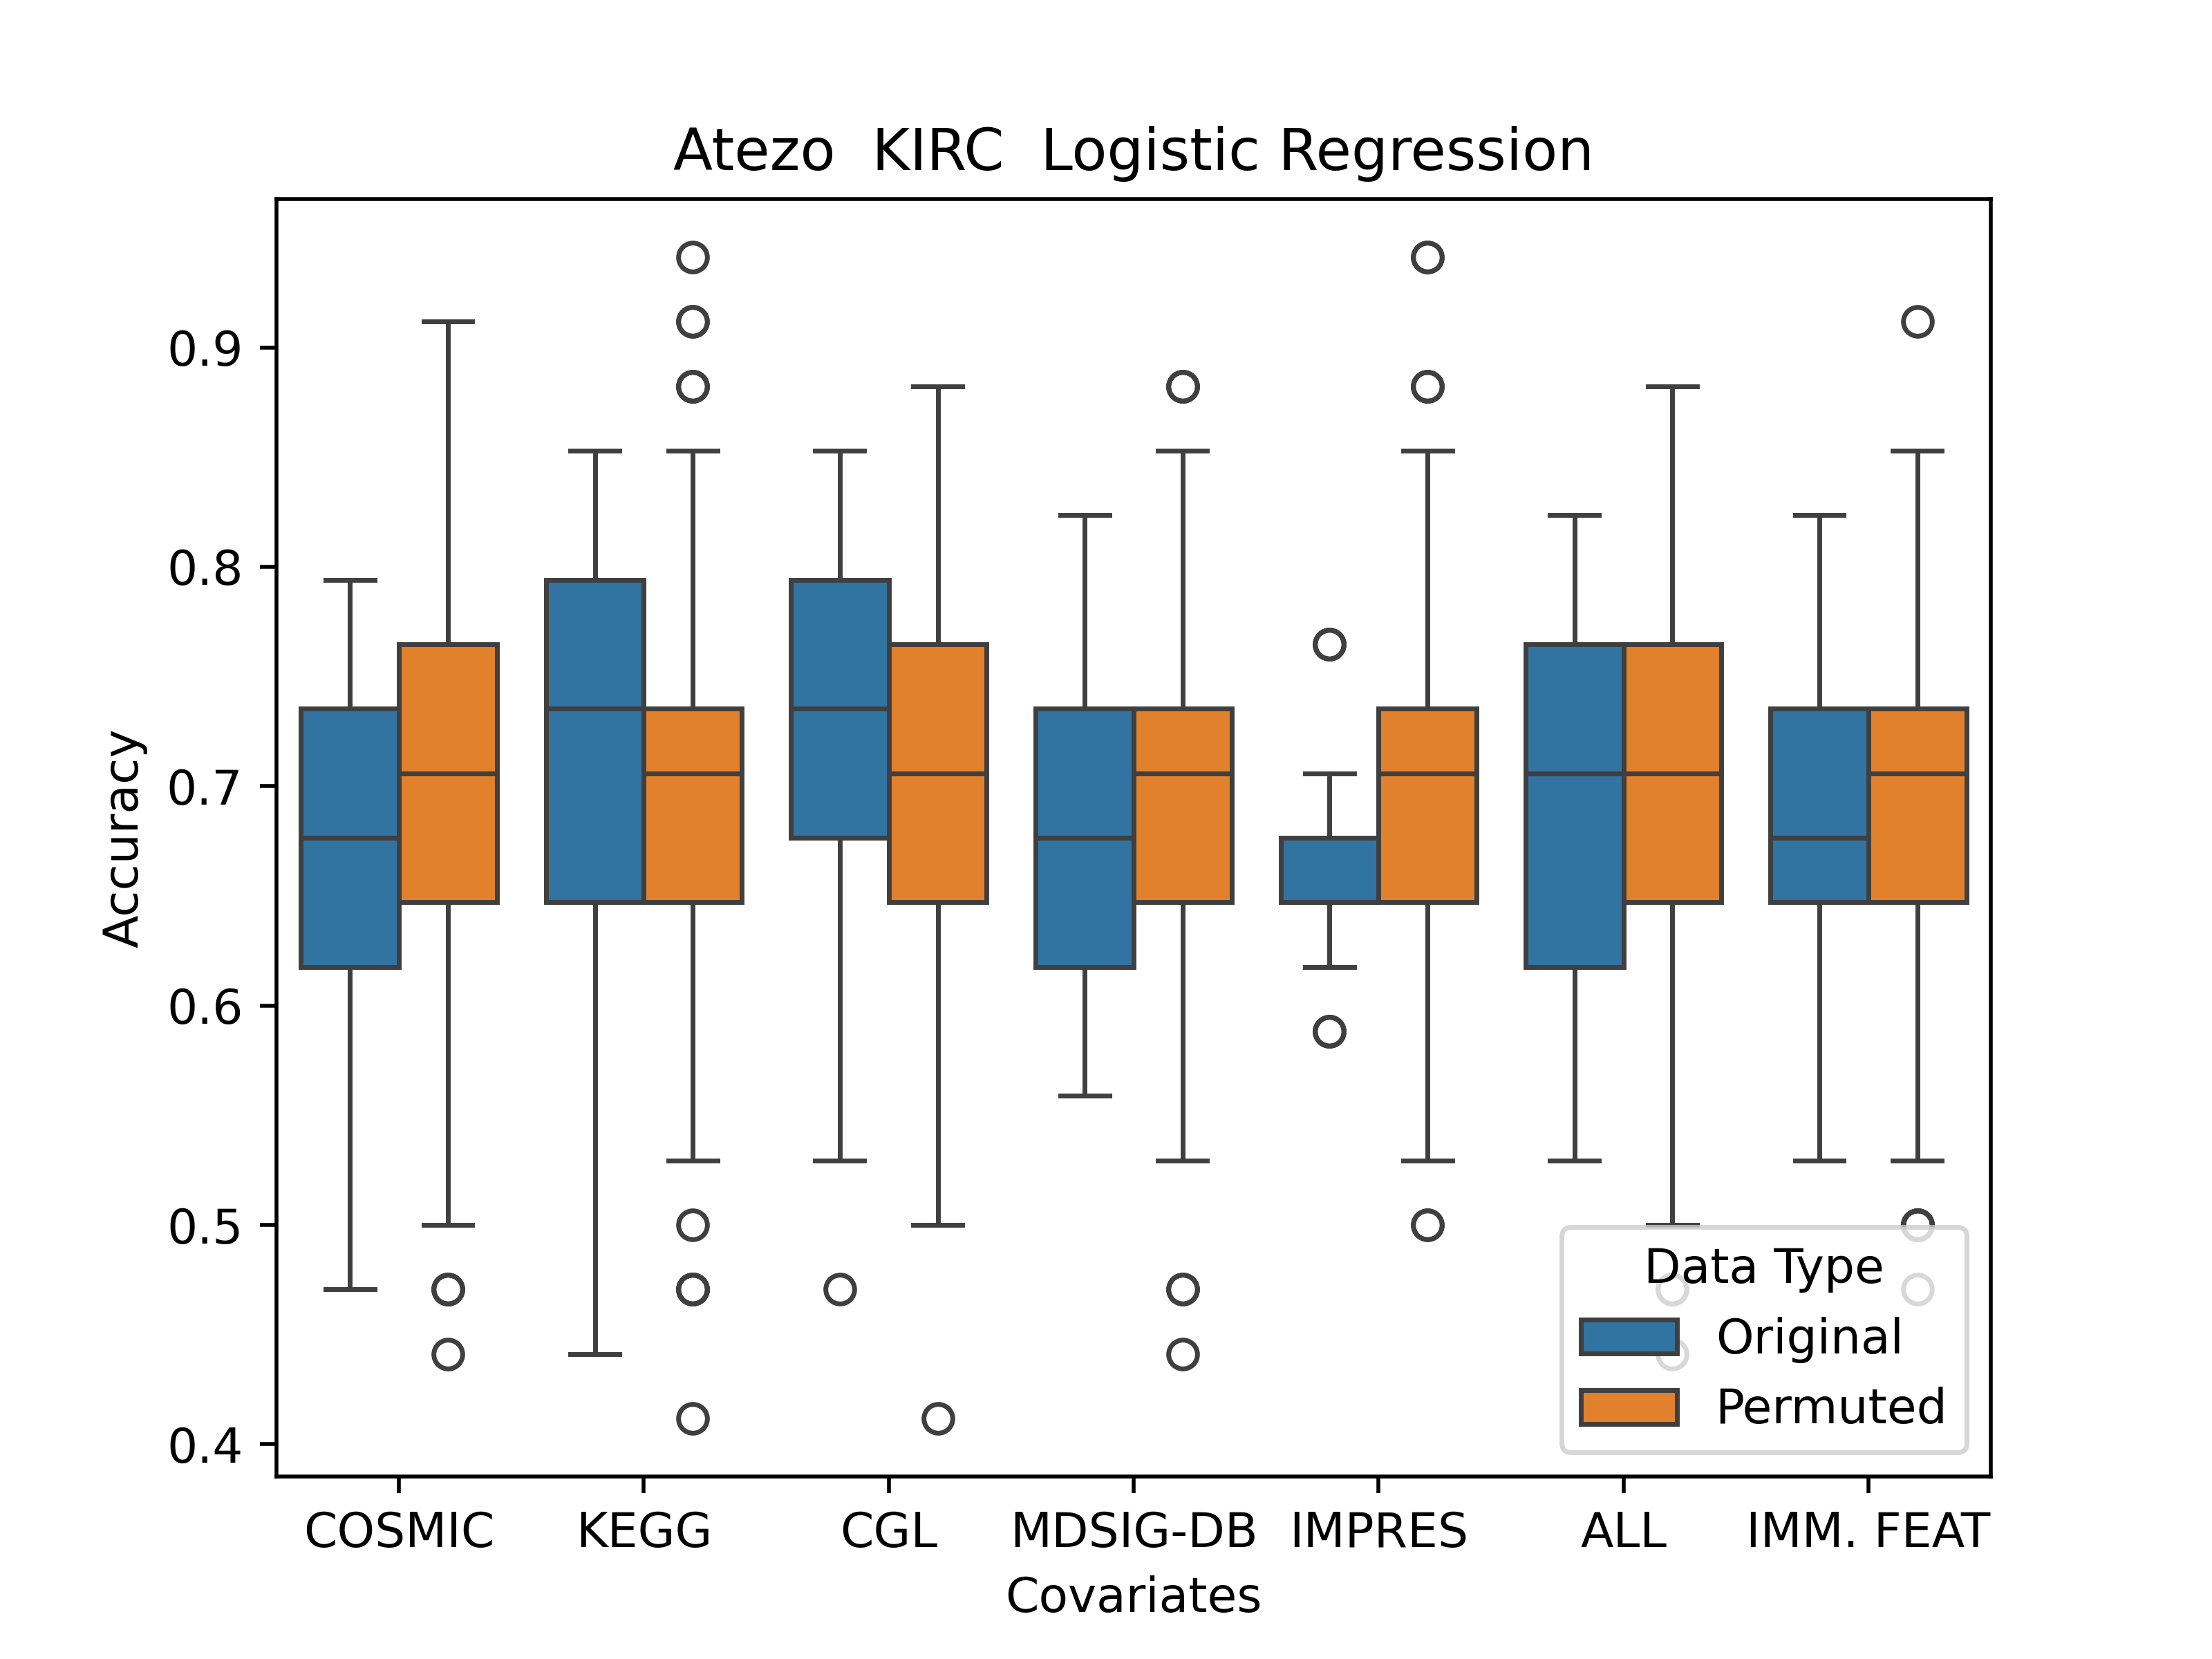 Atezo  KIRC  Logistic Regression
Accuracy
0.9
0.8
0.7
0.6
0.5
0.4
Data Type
Original
Permuted
COSMIC KEGG CGL MDSIG-DB IMPRES ALL IMM. FEAT
Covariates